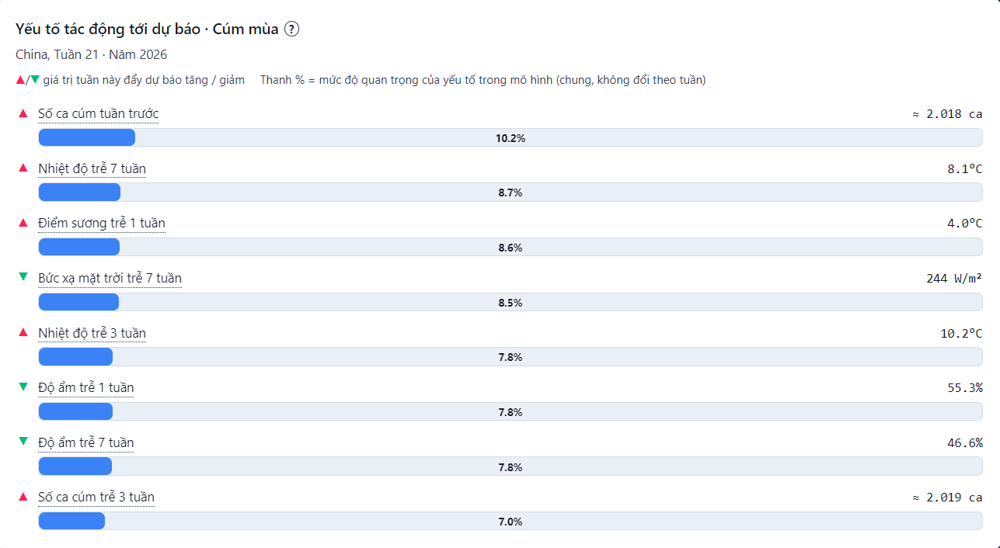 Yếu tố tác động tới dự báo · Cúm mùa ?
China, Tuần 21 · Năm 2026
▲/▼ giá trị tuần này đẩy dự báo tăng / giảm Thanh % = mức độ quan trọng của yếu tố trong mô hình (chung, không đổi theo tuần)
▲ Số ca cúm tuần trước ≈ 2.018 ca
10.2%
▲ Nhiệt độ trễ 7 tuần 8.1°C
8.7%
▲ Điểm sương trễ 1 tuần 4.0°C
8.6%
▼ Bức xạ mặt trời trễ 7 tuần 244 W/m²
8.5%
▲ Nhiệt độ trễ 3 tuần 10.2°C
7.8%
▼ Độ ẩm trễ 1 tuần 55.3%
7.8%
▼ Độ ẩm trễ 7 tuần 46.6%
7.8%
▲ Số ca cúm trễ 3 tuần ≈ 2.019 ca
7.0%